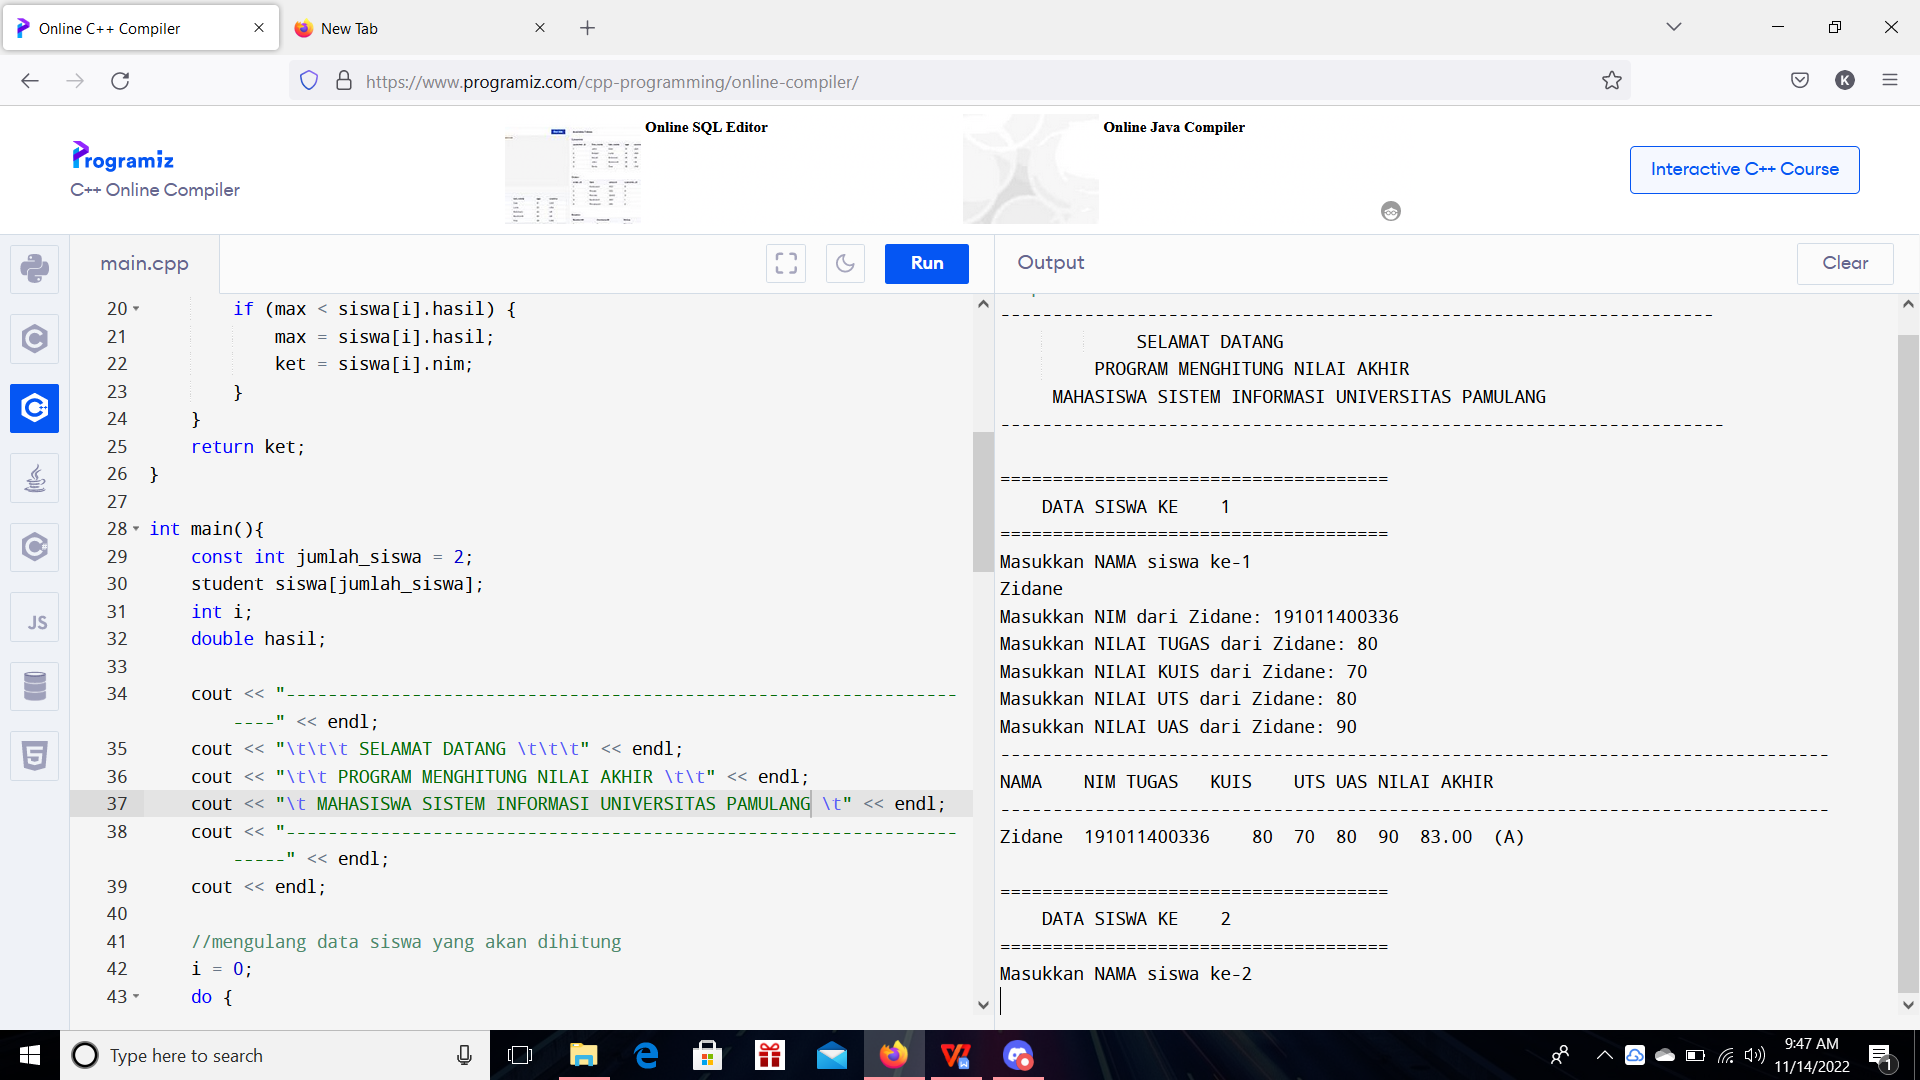 Online C++ Compiler
New Tab
https://www.programiz.com/cpp-programming/online-compiler/
K
Programiz
C++ Online Compiler
Online SQL Editor
Online Java Compiler
Interactive C++ Course
main.cpp
Run
Output
Clear
JS
20 if (max < siswa[i].hasil) {
21 max = siswa[i].hasil;
22 ket = siswa[i].nim;
23 }
24 }
25 return ket;
26 }
27
28 int main(){
29 const int jumlah_siswa = 2;
30 student siswa[jumlah_siswa];
31 int i;
32 double hasil;
33
34 cout << "----------------------------------------------------------------
----" << endl;
35 cout << "\t\t\t SELAMAT DATANG \t\t\t" << endl;
36 cout << "\t\t PROGRAM MENGHITUNG NILAI AKHIR \t\t" << endl;
37 cout << "\t MAHASISWA SISTEM INFORMASI UNIVERSITAS PAMULANG \t" << endl;
38 cout << "----------------------------------------------------------------
-----" << endl;
39 cout << endl;
40
41 //mengulang data siswa yang akan dihitung
42 i = 0;
43 do {
--------------------------------------------------------------------
SELAMAT DATANG
PROGRAM MENGHITUNG NILAI AKHIR
MAHASISWA SISTEM INFORMASI UNIVERSITAS PAMULANG
---------------------------------------------------------------------
=====================================
DATA SISWA KE 1
=====================================
Masukkan NAMA siswa ke-1
Zidane
Masukkan NIM dari Zidane: 191011400336
Masukkan NILAI TUGAS dari Zidane: 80
Masukkan NILAI KUIS dari Zidane: 70
Masukkan NILAI UTS dari Zidane: 80
Masukkan NILAI UAS dari Zidane: 90
-------------------------------------------------------------------------------
NAMA NIM TUGAS KUIS UTS UAS NILAI AKHIR
-------------------------------------------------------------------------------
Zidane 191011400336 80 70 80 90 83.00 (A)
=====================================
DATA SISWA KE 2
=====================================
Masukkan NAMA siswa ke-2
Type here to search
9:47 AM
11/14/2022
1